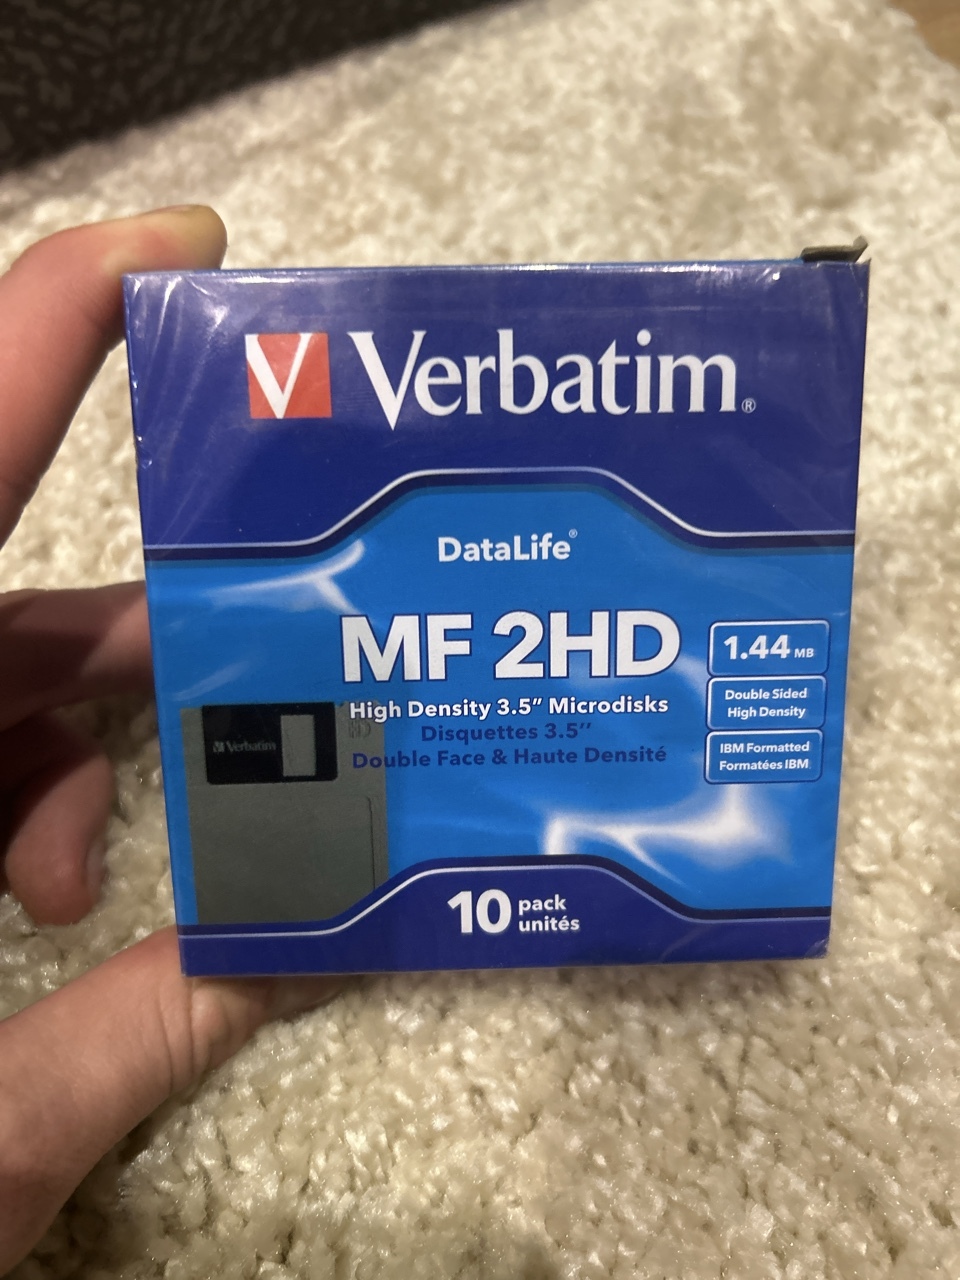 V Verbatim®
DataLife®
MF 2HD
High Density 3.5″ Microdisks
Disquettes 3.5″
Double Face & Haute Densité
1.44 MB
Double Sided
High Density
IBM Formatted
Formatées IBM
Verbatim
HD
10 pack
unités